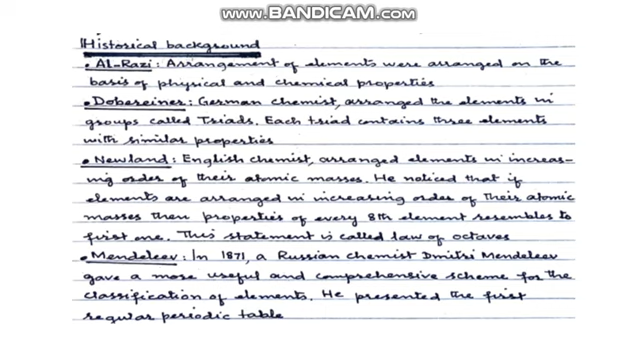 www.BANDICAM.com
Historical background
• AL-Razi: Arrangement of elements were arranged on the
basis of physical and chemical properties
• Dobereiner: German chemist, arranged the elements in
groups called Triads. Each triad contains three elements
with similar properties
• Newland: English chemist, arranged elements in increas-
ing order of their atomic masses. He noticed that if
elements are arranged in increasing order of their atomic
masses then properties of every 8th element resembles to
first one. This statement is called law of octaves
• Mendeleev: In 1871, a Russian Chemist Dmitri Mendeleev
gave a more useful and comprehensive scheme for the
classification of elements. He presented the first
regular periodic table